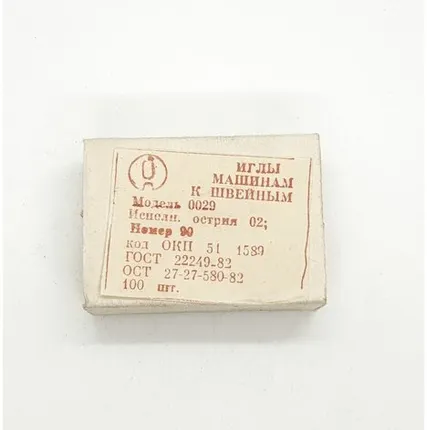 ИГЛЫ
К ШВЕЙНЫМ МАШИНАМ
Модель 0029
Исполн. острия 02;
Номер 90
код ОКП 51 1589
ГОСТ 22249-82
ОСТ 27-27-580-82
100 шт.